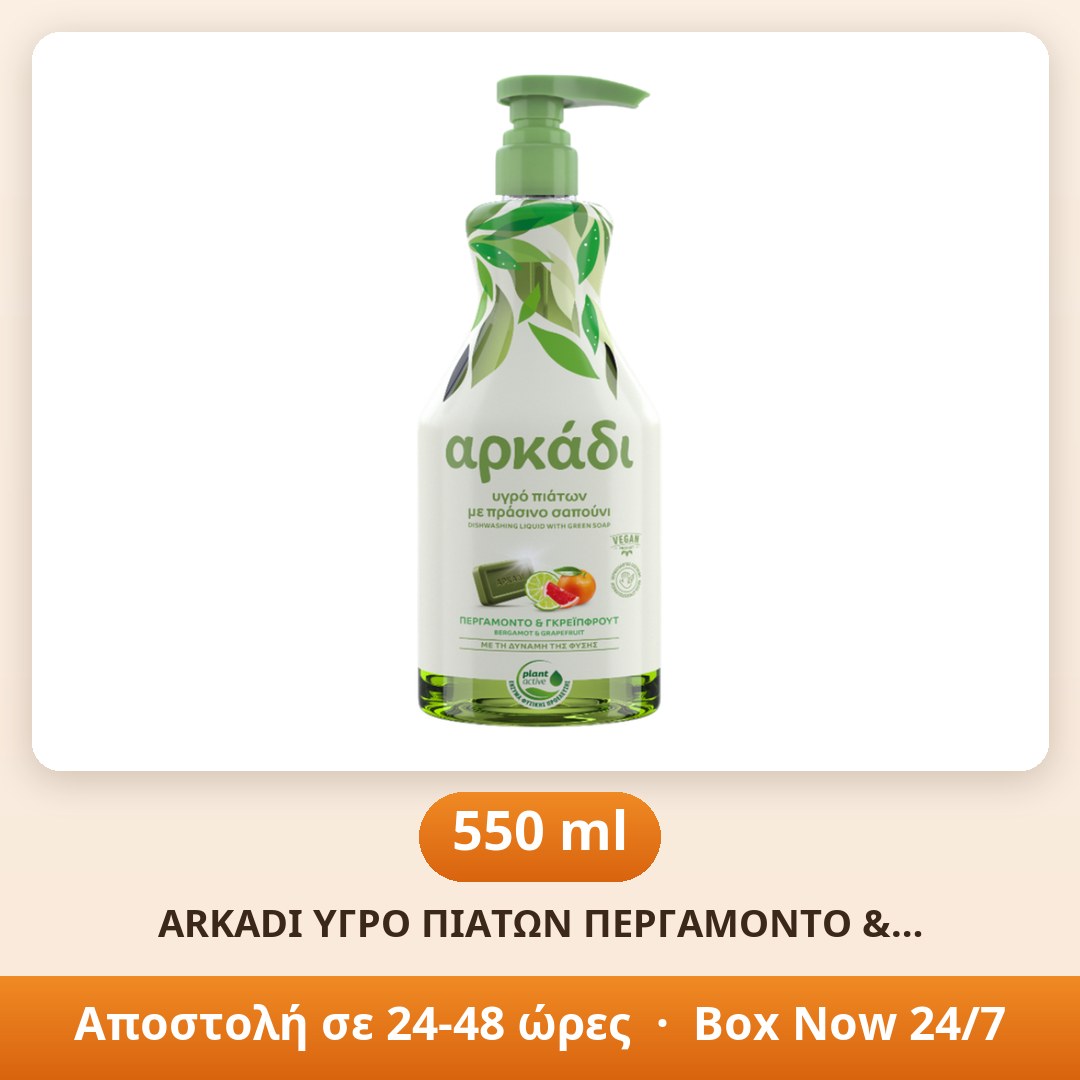 αρκάδι
υγρό πιάτων
με πράσινο σαπούνι
DISHWASHING LIQUID WITH GREEN SOAP
VEGAN
ΑΡΚΑΔΙ
ΠΕΡΓΑΜΟΝΤΟ & ΓΚΡΕΪΠΦΡΟΥΤ
BERGAMOT & GRAPEFRUIT
ΜΕ ΤΗ ΔΥΝΑΜΗ ΤΗΣ ΦΥΣΗΣ
plant
active
550 ml
ARKADI ΥΓΡΟ ΠΙΑΤΩΝ ΠΕΡΓΑΜΟΝΤΟ &...
Αποστολή σε 24-48 ώρες · Box Now 24/7